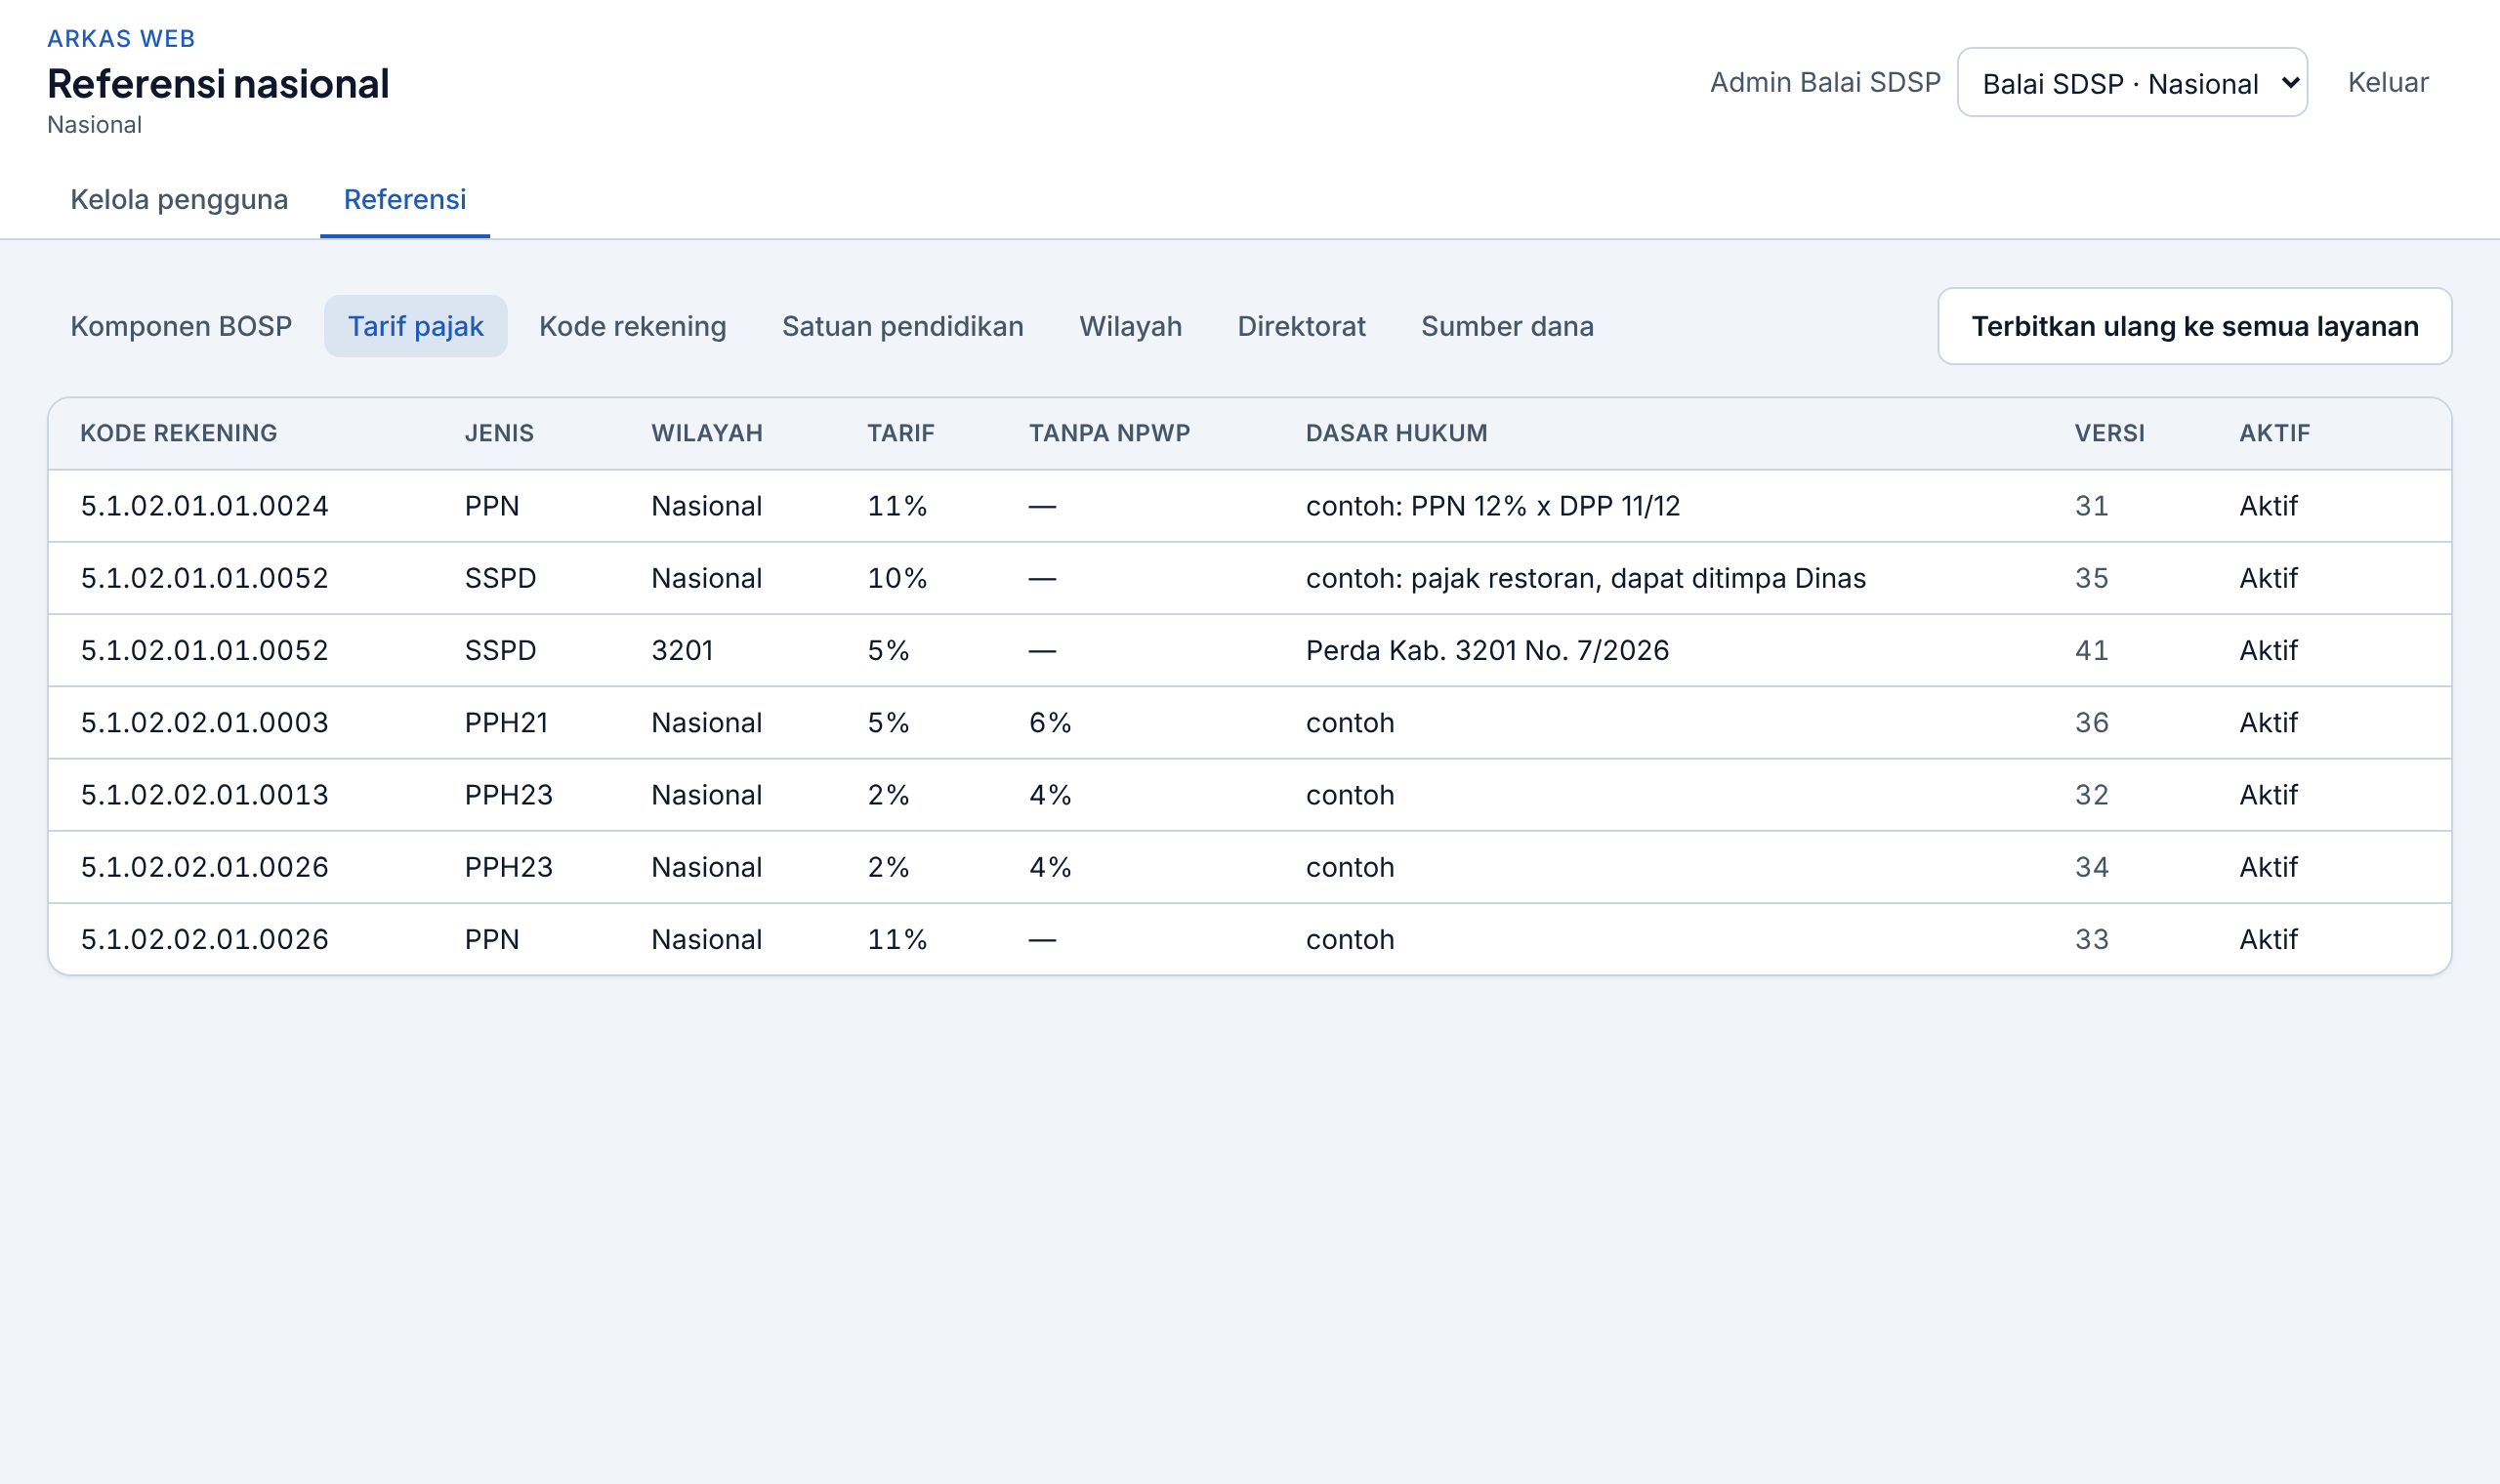 ARKAS WEB
Referensi nasional
Nasional
Admin Balai SDSP
Balai SDSP · Nasional
Keluar
Kelola pengguna
Referensi
Komponen BOSP
Tarif pajak
Kode rekening
Satuan pendidikan
Wilayah
Direktorat
Sumber dana
Terbitkan ulang ke semua layanan
KODE REKENING JENIS WILAYAH TARIF TANPA NPWP DASAR HUKUM VERSI AKTIF
5.1.02.01.01.0024 PPN Nasional 11% — contoh: PPN 12% x DPP 11/12 31 Aktif
5.1.02.01.01.0052 SSPD Nasional 10% — contoh: pajak restoran, dapat ditimpa Dinas 35 Aktif
5.1.02.01.01.0052 SSPD 3201 5% — Perda Kab. 3201 No. 7/2026 41 Aktif
5.1.02.02.01.0003 PPH21 Nasional 5% 6% contoh 36 Aktif
5.1.02.02.01.0013 PPH23 Nasional 2% 4% contoh 32 Aktif
5.1.02.02.01.0026 PPH23 Nasional 2% 4% contoh 34 Aktif
5.1.02.02.01.0026 PPN Nasional 11% — contoh 33 Aktif